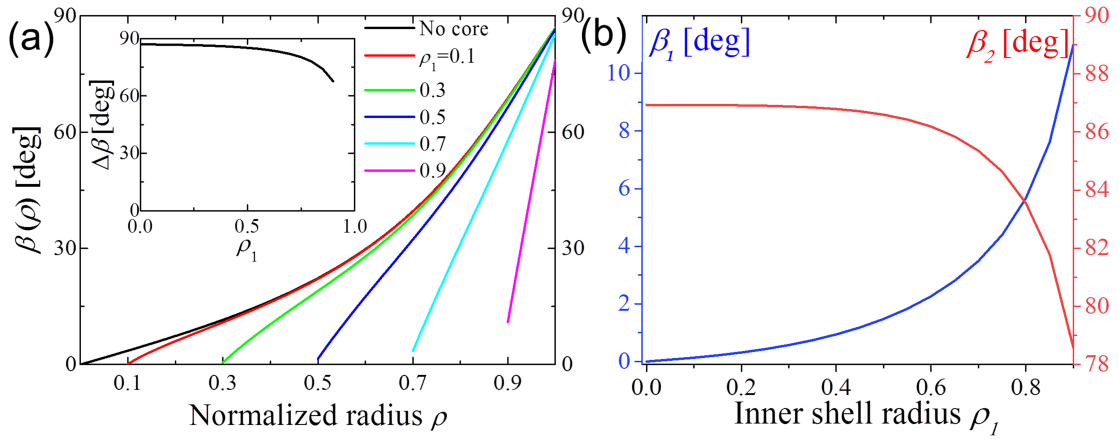 (a)
90
60
30
0
β(ρ) [deg]
0.1 0.3 0.5 0.7 0.9
Normalized radius ρ
90
60
30
0
No core
ρ1=0.1
0.3
0.5
0.7
0.9
90
60
30
0
Δβ [deg]
0.0 0.5 1.0
ρ1
(b)
β1 [deg]
β2 [deg]
10
8
6
4
2
0
90
88
86
84
82
80
78
0.0 0.2 0.4 0.6 0.8
Inner shell radius ρ1